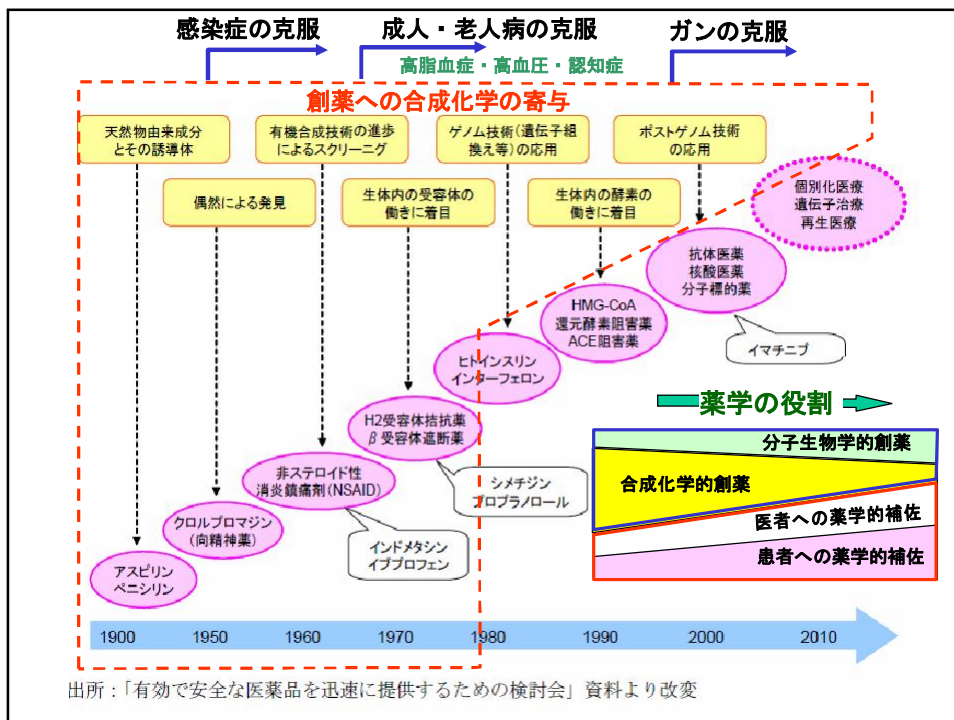 感染症の克服
成人・老人病の克服
ガンの克服
高脂血症・高血圧・認知症
創薬への合成化学の寄与
天然物由来成分
とその誘導体
有機合成技術の進歩
によるスクリーニング
ゲノム技術(遺伝子組
換え等)の応用
ポストゲノム技術
の応用
偶然による発見
生体内の受容体の
働きに着目
生体内の酵素の
働きに着目
個別化医療
遺伝子治療
再生医療
抗体医薬
核酸医薬
分子標的薬
HMG-CoA
還元酵素阻害薬
ACE阻害薬
イマチニブ
ヒトインスリン
インターフェロン
H2受容体拮抗薬
β受容体遮断薬
シメチジン
プロプラノロール
非ステロイド性
消炎鎮痛剤(NSAID)
インドメタシン
イブプロフェン
クロルプロマジン
(向精神薬)
アスピリン
ペニシリン
薬学の役割
分子生物学的創薬
合成化学的創薬
医者への薬学的補佐
患者への薬学的補佐
1900 1950 1960 1970 1980 1990 2000 2010
出所：「有効で安全な医薬品を迅速に提供するための検討会」資料より改変